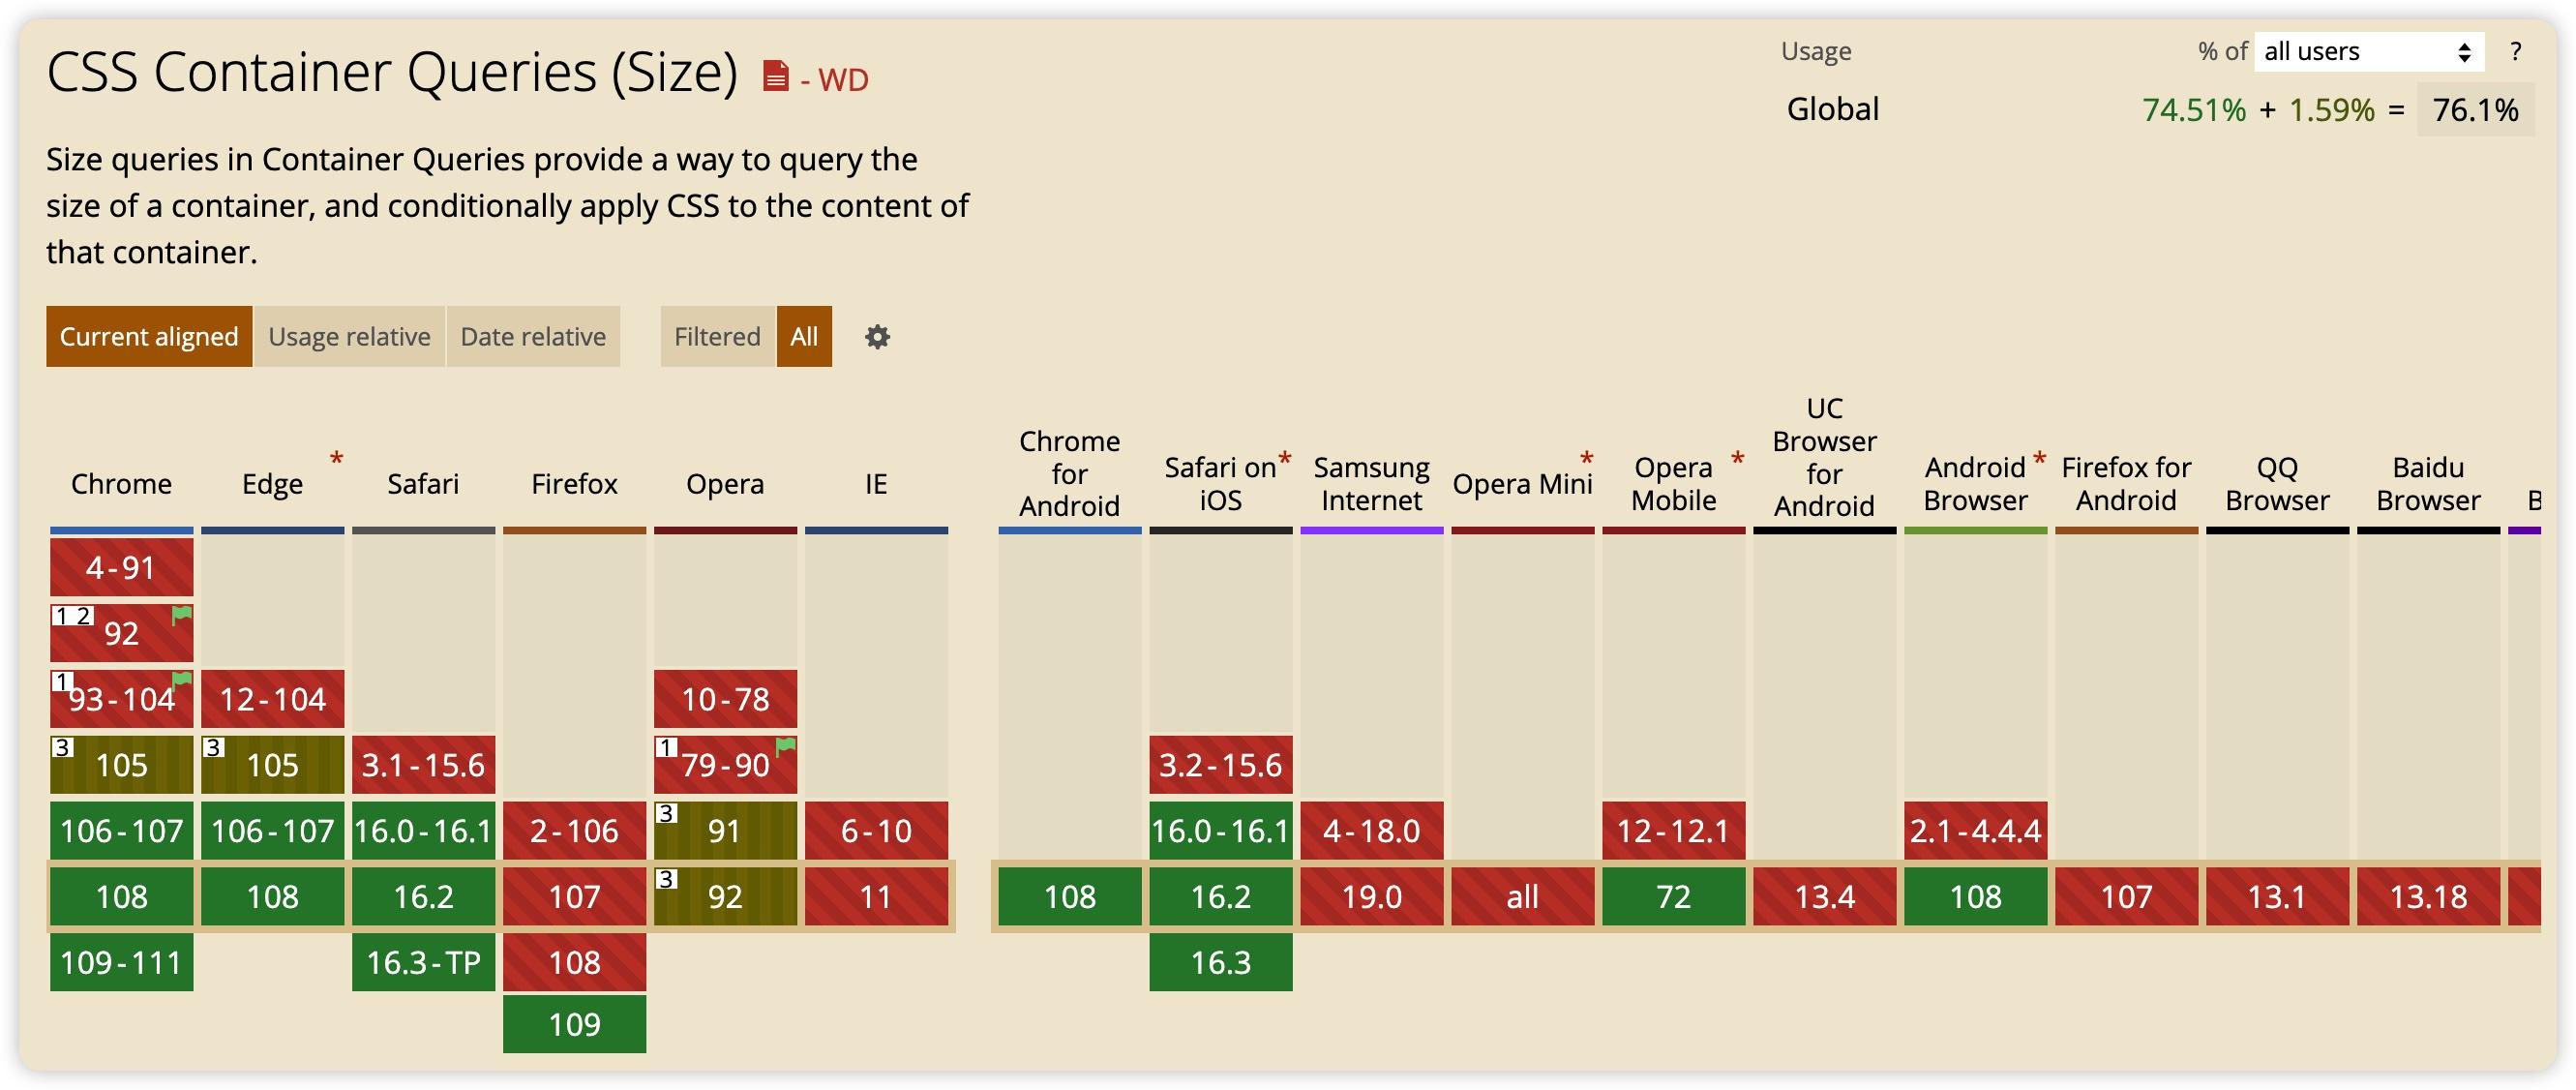 CSS Container Queries (Size) - WD
Usage % of all users ?
Global 74.51% + 1.59% = 76.1%
Size queries in Container Queries provide a way to query the
size of a container, and conditionally apply CSS to the content of
that container.
Current aligned Usage relative Date relative Filtered All
Chrome
Edge *
Safari
Firefox
Opera
IE
Chrome
for
Android
Safari on*
iOS
Samsung
Internet
Opera Mini *
Opera *
Mobile
UC
Browser
for
Android
Android *
Browser
Firefox for
Android
QQ
Browser
Baidu
Browser
B
4-91
1 2 92
1 93-104 12-104 10-78
3 105 3 105 3.1-15.6 1 79-90 3.2-15.6
106-107 106-107 16.0-16.1 2-106 3 91 6-10 16.0-16.1 4-18.0 12-12.1 2.1-4.4.4
108 108 16.2 107 3 92 11 108 16.2 19.0 all 72 13.4 108 107 13.1 13.18
109-111 16.3-TP 108 16.3
109